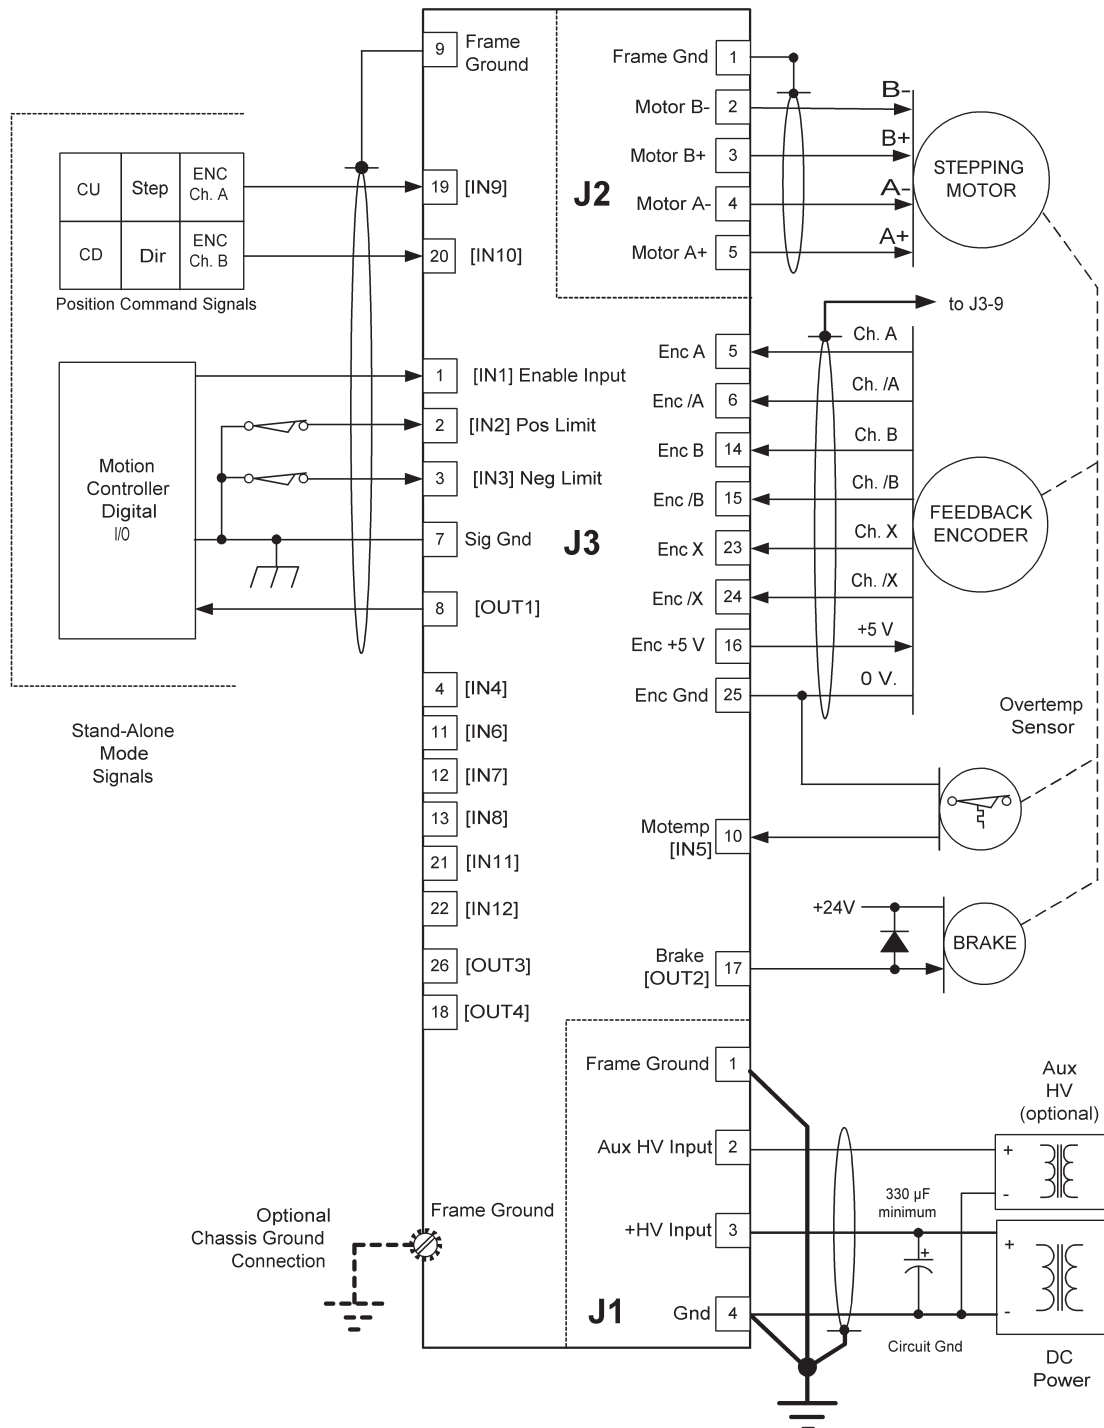 9
Frame
Ground
CU
Step
ENC
Ch. A
CD
Dir
ENC
Ch. B
Position Command Signals
19
[IN9]
20
[IN10]
Motion
Controller
Digital
I/O
1
[IN1] Enable Input
2
[IN2] Pos Limit
3
[IN3] Neg Limit
7
Sig Gnd
8
[OUT1]
Stand-Alone
Mode
Signals
4
[IN4]
11
[IN6]
12
[IN7]
13
[IN8]
21
[IN11]
22
[IN12]
26
[OUT3]
18
[OUT4]
Optional
Chassis Ground
Connection
Frame Ground
J2
Frame Gnd
1
Motor B-
2
B-
Motor B+
3
B+
Motor A-
4
A-
Motor A+
5
A+
STEPPING
MOTOR
to J3-9
J3
Enc A
5
Ch. A
Enc /A
6
Ch. /A
Enc B
14
Ch. B
Enc /B
15
Ch. /B
Enc X
23
Ch. X
Enc /X
24
Ch. /X
Enc +5 V
16
+5 V
Enc Gnd
25
0 V.
FEEDBACK
ENCODER
Overtemp
Sensor
Motemp
[IN5]
10
+24V
BRAKE
Brake
[OUT2]
17
J1
Frame Ground
1
Aux HV Input
2
+HV Input
3
Gnd
4
Aux
HV
(optional)
+
-
330 µF
minimum
+
+
-
Circuit Gnd
DC
Power